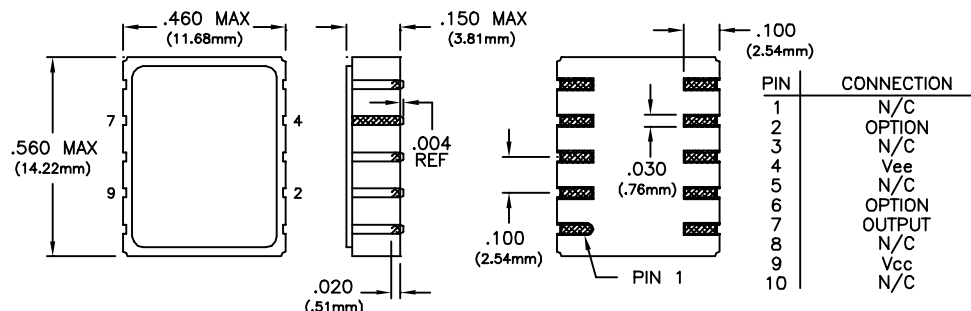 .460 MAX
(11.68mm)
.150 MAX
(3.81mm)
.100
(2.54mm)
.560 MAX
(14.22mm)
7
4
9
2
.004
REF
.030
(.76mm)
.100
(2.54mm)
.020
(.51mm)
PIN 1
PIN CONNECTION
1 N/C
2 OPTION
3 N/C
4 Vee
5 N/C
6 OPTION
7 OUTPUT
8 N/C
9 Vcc
10 N/C